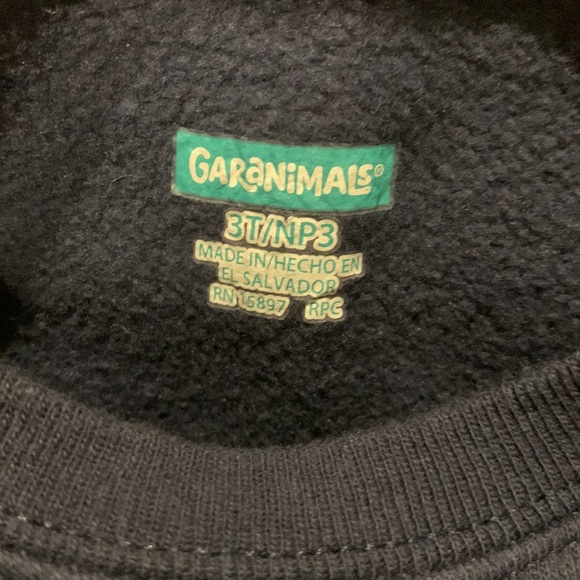 GARANIMALS®
3T/NP3
MADE IN/HECHO EN
EL SALVADOR
RN 15897 RPC